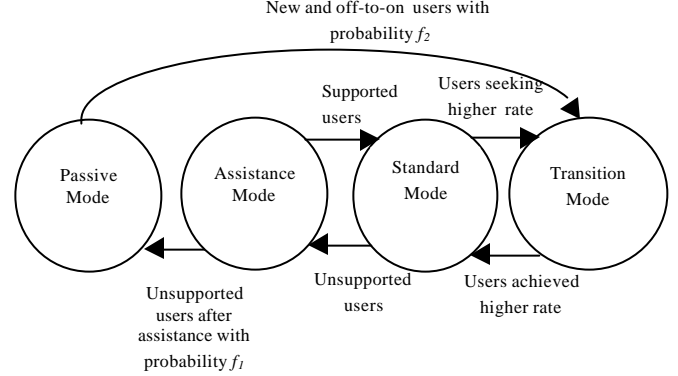 New and off-to-on users with
probability f2
Supported
users
Users seeking
higher rate
Passive
Mode
Assistance
Mode
Standard
Mode
Transition
Mode
Unsupported
users after
assistance with
probability f1
Unsupported
users
Users achieved
higher rate